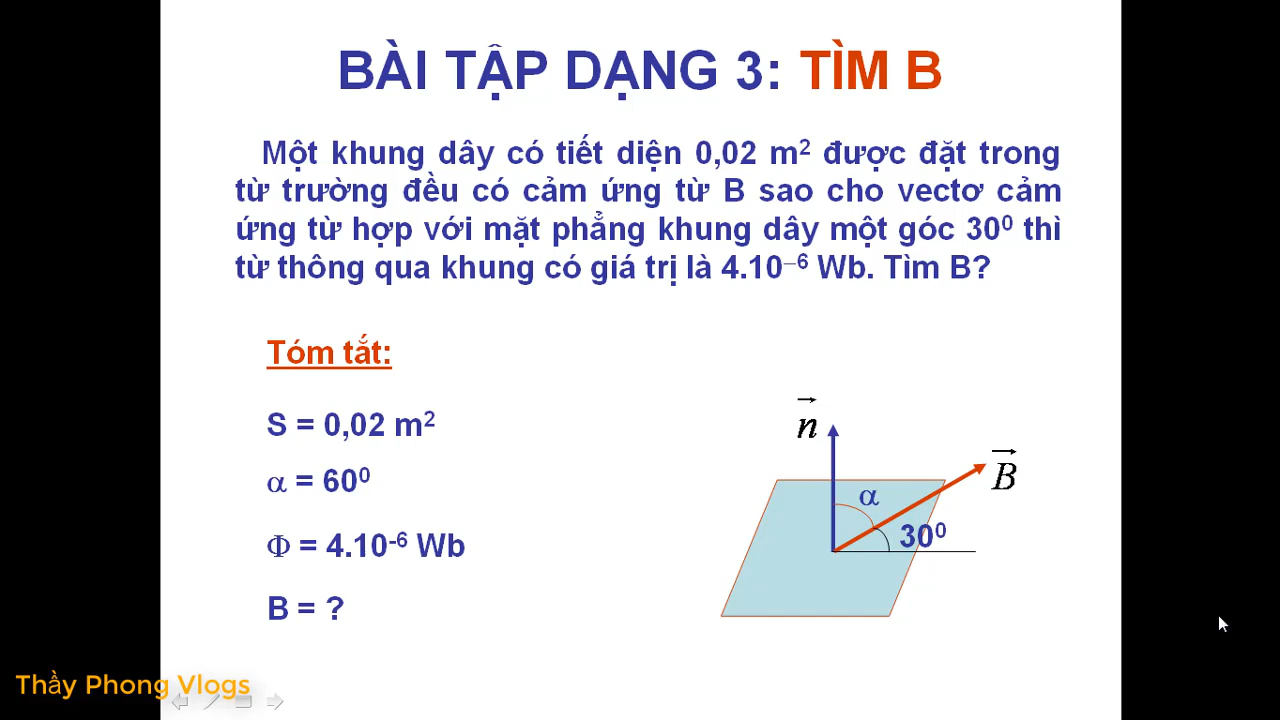 BÀI TẬP DẠNG 3: TÌM B
Một khung dây có tiết diện 0,02 m² được đặt trong
từ trường đều có cảm ứng từ B sao cho vectơ cảm
ứng từ hợp với mặt phẳng khung dây một góc 30⁰ thì
từ thông qua khung có giá trị là 4.10⁻⁶ Wb. Tìm B?
Tóm tắt:
S = 0,02 m²
α = 60⁰
Φ = 4.10⁻⁶ Wb
B = ?
n⃗
B⃗
α
30⁰
Thầy Phong Vlogs